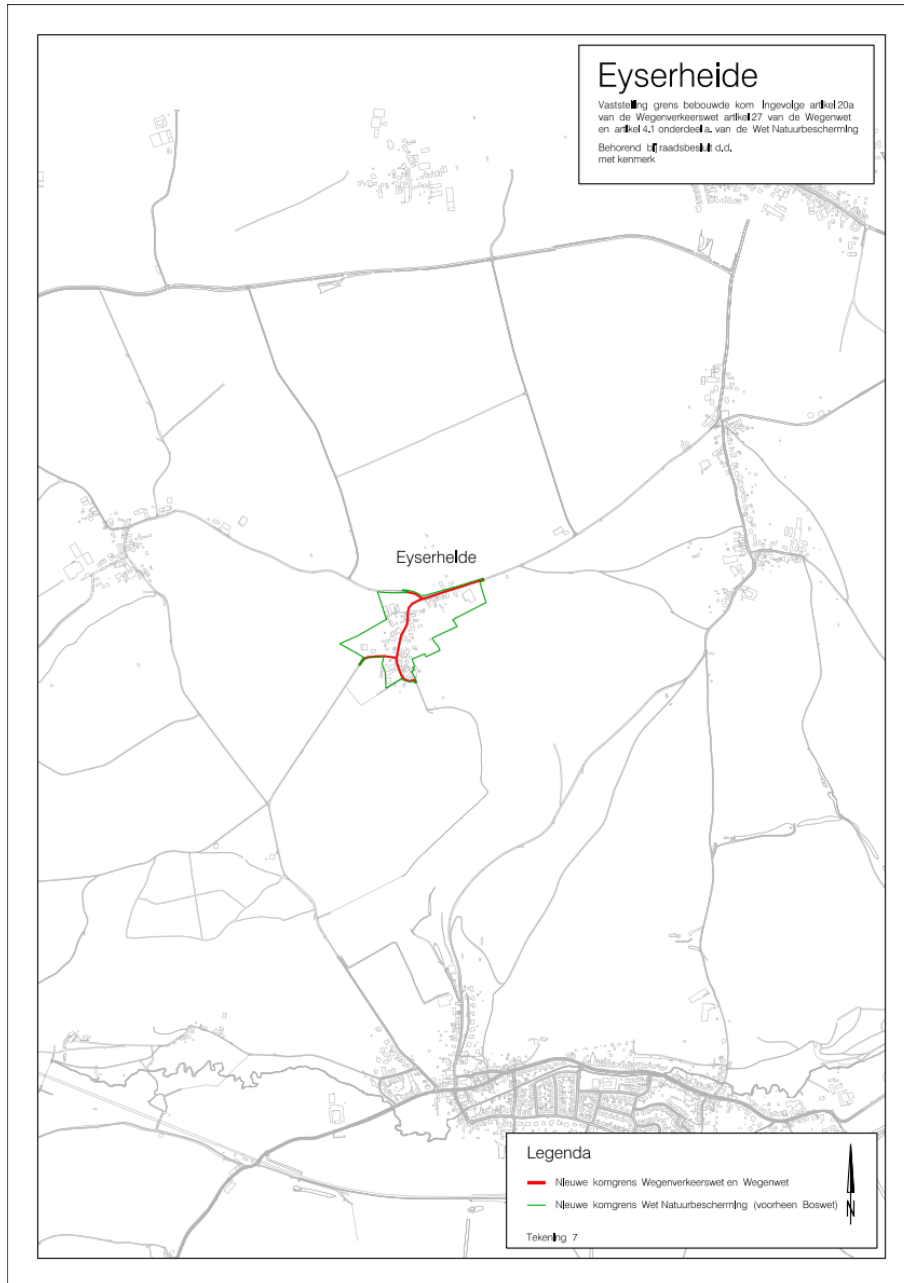 Eyserheide
Vaststelling grens bebouwde kom ingevolge artikel 20a
van de Wegenverkeerswet artikel 27 van de Wegenwet
en artikel 4.1 onderdeel a. van de Wet Natuurbescherming
Behorend bij raadsbesluit d.d.
met kenmerk
Eyserheide
Legenda
Nieuwe komgrens Wegenverkeerswet en Wegenwet
Nieuwe komgrens Wet Natuurbescherming (voorheen Boswet)
N
Tekening 7